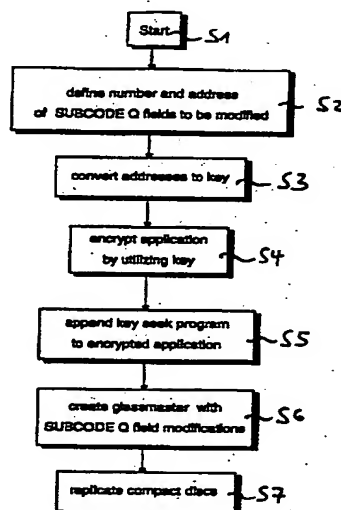 Start S1
define number and address S2
of SUBCODE Q fields to be modified
convert addresses to key S3
encrypt application S4
by utilizing key
append key seek program S5
to encrypted application
create glassmaster with S6
SUBCODE Q field modifications
replicate compact discs S7